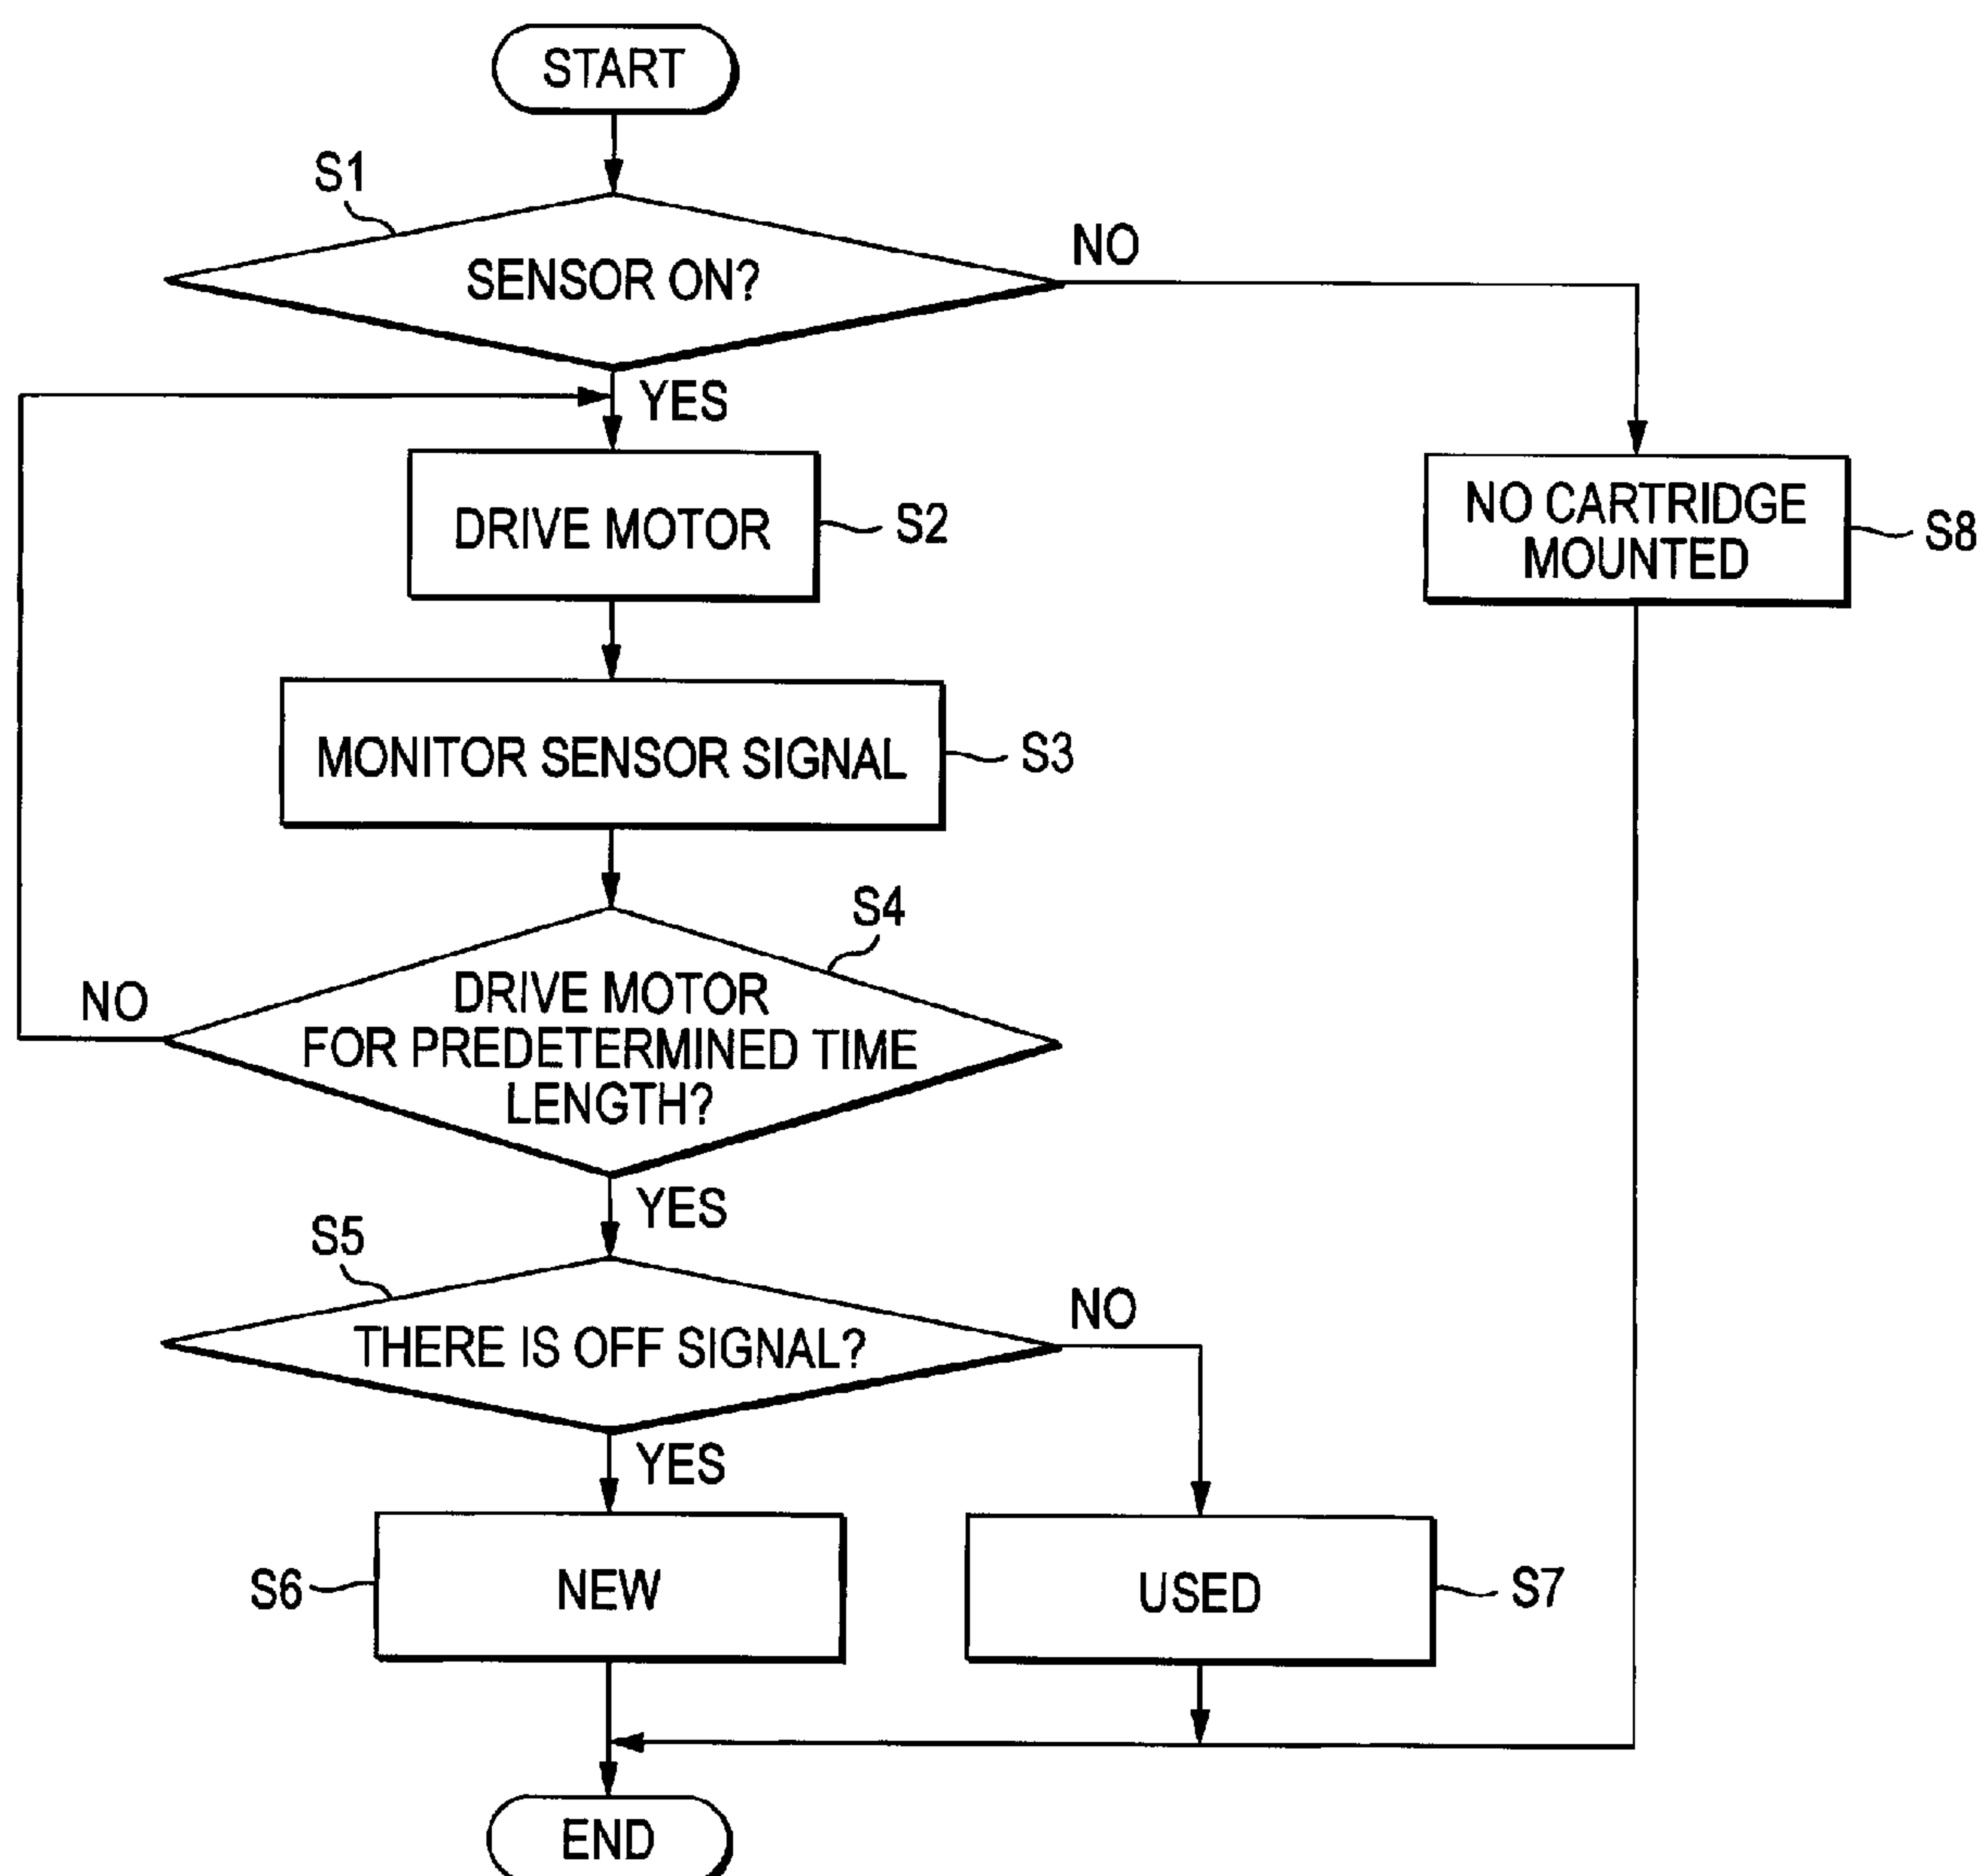 START
S1
SENSOR ON?
NO
YES
DRIVE MOTOR
S2
NO CARTRIDGE
MOUNTED
S8
MONITOR SENSOR SIGNAL
S3
S4
DRIVE MOTOR
FOR PREDETERMINED TIME
LENGTH?
NO
YES
S5
THERE IS OFF SIGNAL?
NO
YES
S6
NEW
USED
S7
END